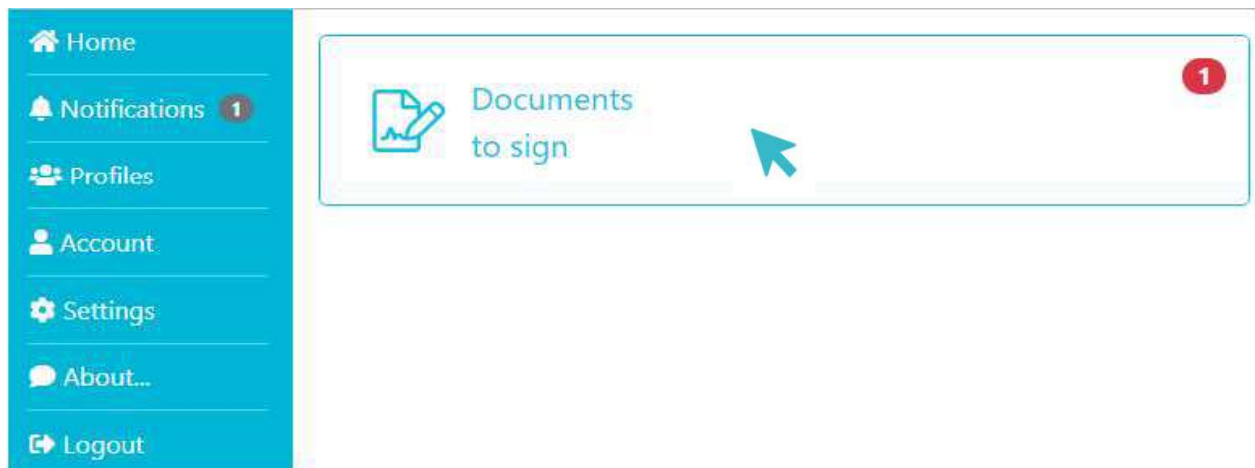 Home
Notifications 1
Profiles
Account
Settings
About...
Logout
Documents
to sign
1